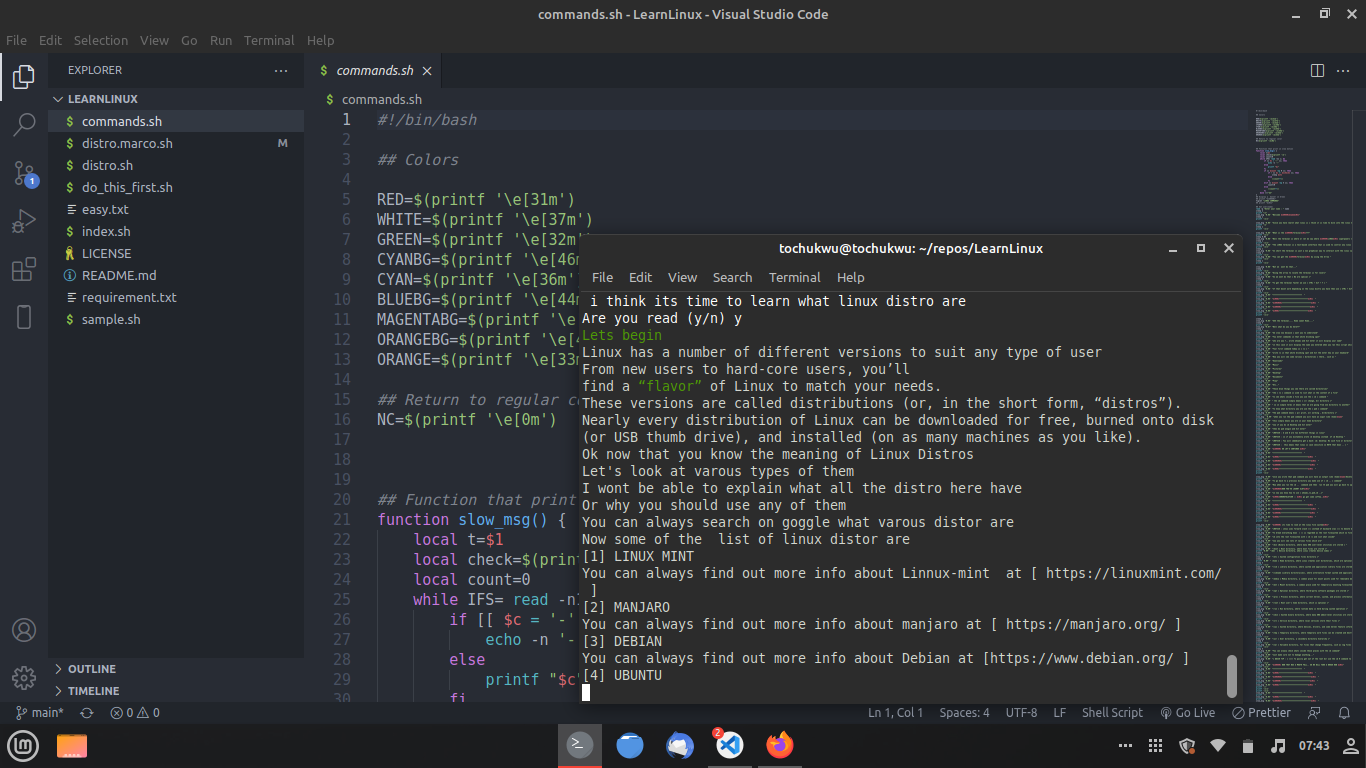 commands.sh - LearnLinux - Visual Studio Code
File Edit Selection View Go Run Terminal Help
EXPLORER
LEARNLINUX
$ commands.sh
$ distro.marco.sh M
$ distro.sh
$ do_this_first.sh
easy.txt
$ index.sh
LICENSE
README.md
requirement.txt
$ sample.sh
OUTLINE
TIMELINE
1
$ commands.sh
$ commands.sh
1 #!/bin/bash
2
3 ## Colors
4
5 RED=$(printf '\e[31m')
6 WHITE=$(printf '\e[37m')
7 GREEN=$(printf '\e[32m'
8 CYANBG=$(printf '\e[46m
9 CYAN=$(printf '\e[36m'
10 BLUEBG=$(printf '\e[44m
11 MAGENTABG=$(printf '\e
12 ORANGEBG=$(printf '\e[4
13 ORANGE=$(printf '\e[33m
14
15 ## Return to regular c
16 NC=$(printf '\e[0m')
17
18
19
20 ## Function that print
21 function slow_msg() {
22 local t=$1
23 local check=$(prin
24 local count=0
25 while IFS= read -n
26 if [[ $c = '-'
27 echo -n '-
28 else
29 printf "$c
30 fi
tochukwu@tochukwu: ~/repos/LearnLinux
File Edit View Search Terminal Help
i think its time to learn what linux distro are
Are you read (y/n) y
Lets begin
Linux has a number of different versions to suit any type of user
From new users to hard-core users, you’ll
find a “flavor” of Linux to match your needs.
These versions are called distributions (or, in the short form, “distros”).
Nearly every distribution of Linux can be downloaded for free, burned onto disk
(or USB thumb drive), and installed (on as many machines as you like).
Ok now that you know the meaning of Linux Distros
Let's look at varous types of them
I wont be able to explain what all the distro here have
Or why you should use any of them
You can always search on goggle what varous distor are
Now some of the  list of linux distor are
[1] LINUX MINT
You can always find out more info about Linnux-mint  at [ https://linuxmint.com/
]
[2] MANJARO
You can always find out more info about manjaro at [ https://manjaro.org/ ]
[3] DEBIAN
You can always find out more info about Debian at [https://www.debian.org/ ]
[4] UBUNTU
main* 0 0 Ln 1, Col 1 Spaces: 4 UTF-8 LF Shell Script Go Live Prettier
2
07:43